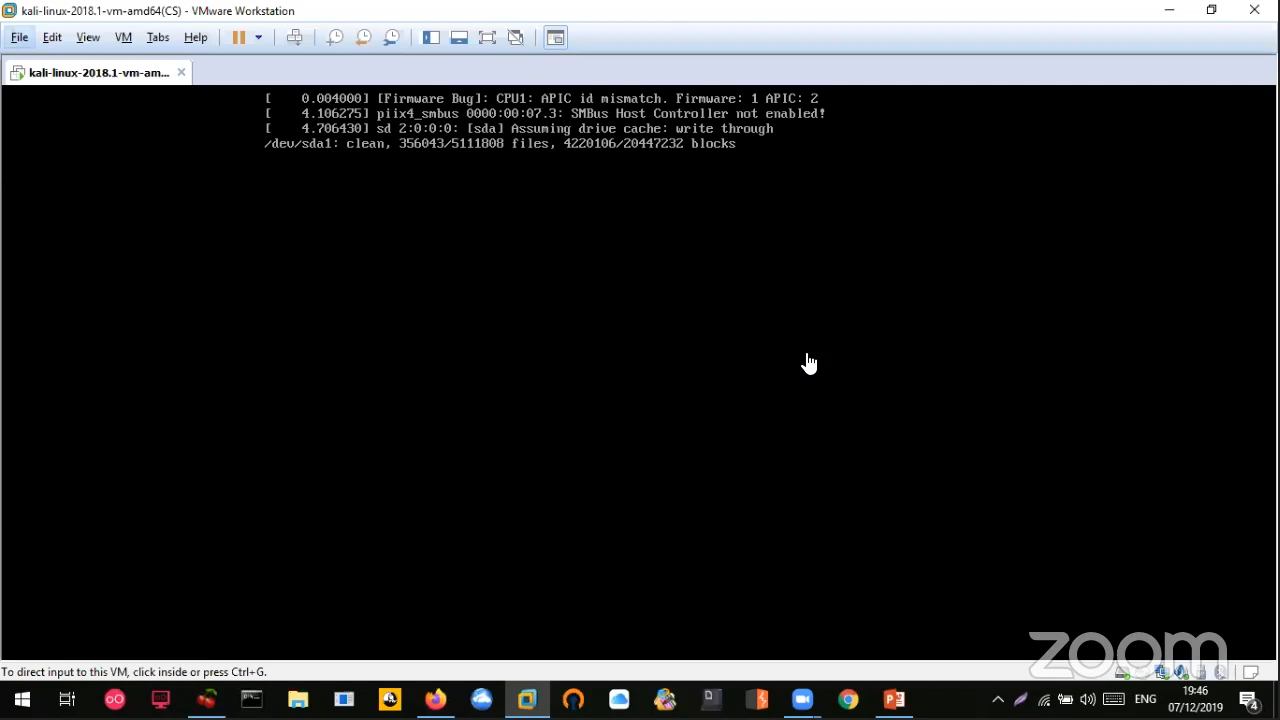 kali-linux-2018.1-vm-amd64(CS) - VMware Workstation
File Edit View VM Tabs Help
kali-linux-2018.1-vm-am...
[    0.004000] [Firmware Bug]: CPU1: APIC id mismatch. Firmware: 1 APIC: 2
[    4.106275] piix4_smbus 0000:00:07.3: SMBus Host Controller not enabled!
[    4.706430] sd 2:0:0:0: [sda] Assuming drive cache: write through
/dev/sda1: clean, 356043/5111808 files, 4220106/20447232 blocks
zoom
To direct input to this VM, click inside or press Ctrl+G.
ENG
9:46
07/12/2019
4